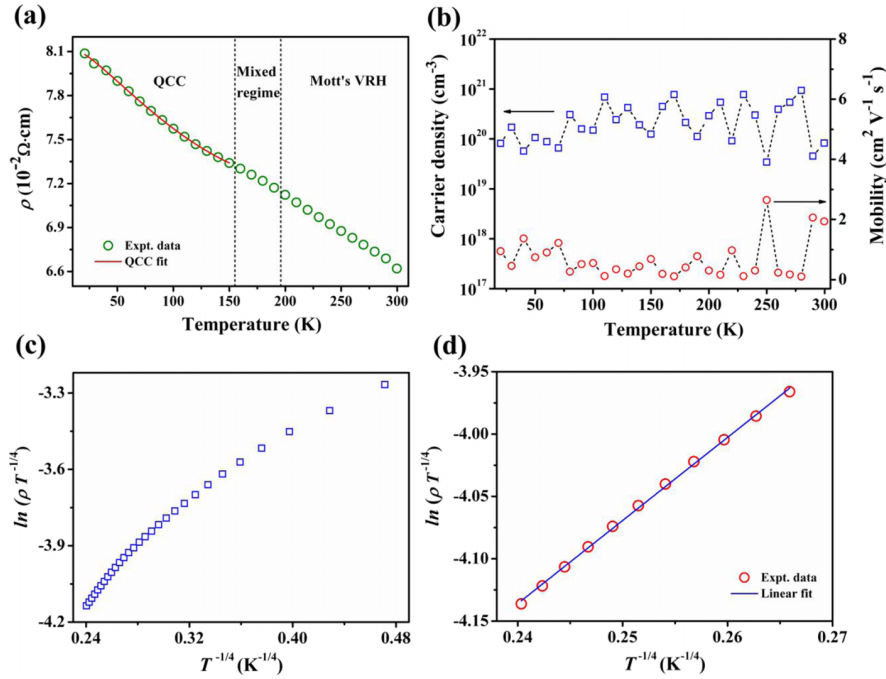 (a)
8.1
7.8
7.5
7.2
6.9
6.6
ρ (10⁻²Ω·cm)
QCC
Mixed
regime
Mott's VRH
Expt. data
QCC fit
50
100
150
200
250
300
Temperature (K)
(b)
10²²
10²¹
10²⁰
10¹⁹
10¹⁸
10¹⁷
Carrier density (cm⁻³)
8
6
4
2
0
Mobility (cm² V⁻¹ s⁻¹)
50
100
150
200
250
300
Temperature (K)
(c)
-3.3
-3.6
-3.9
-4.2
ln (ρ T⁻¹/⁴)
0.24
0.32
0.40
0.48
T⁻¹/⁴ (K⁻¹/⁴)
(d)
-3.95
-4.00
-4.05
-4.10
-4.15
ln (ρ T⁻¹/⁴)
Expt. data
Linear fit
0.24
0.25
0.26
0.27
T⁻¹/⁴ (K⁻¹/⁴)